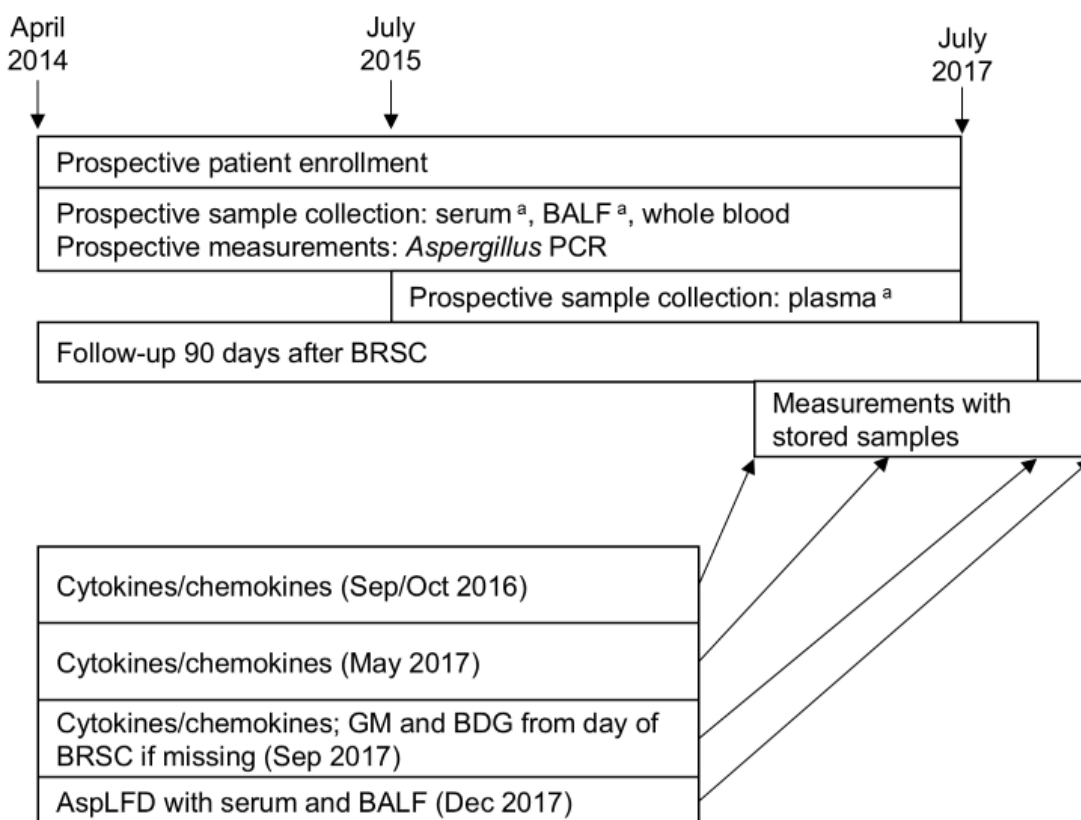 April
2014
July
2015
July
2017
Prospective patient enrollment
Prospective sample collection: serum ᵃ, BALF ᵃ, whole blood
Prospective measurements: Aspergillus PCR
Prospective sample collection: plasma ᵃ
Follow-up 90 days after BRSC
Measurements with
stored samples
Cytokines/chemokines (Sep/Oct 2016)
Cytokines/chemokines (May 2017)
Cytokines/chemokines; GM and BDG from day of
BRSC if missing (Sep 2017)
AspLFD with serum and BALF (Dec 2017)